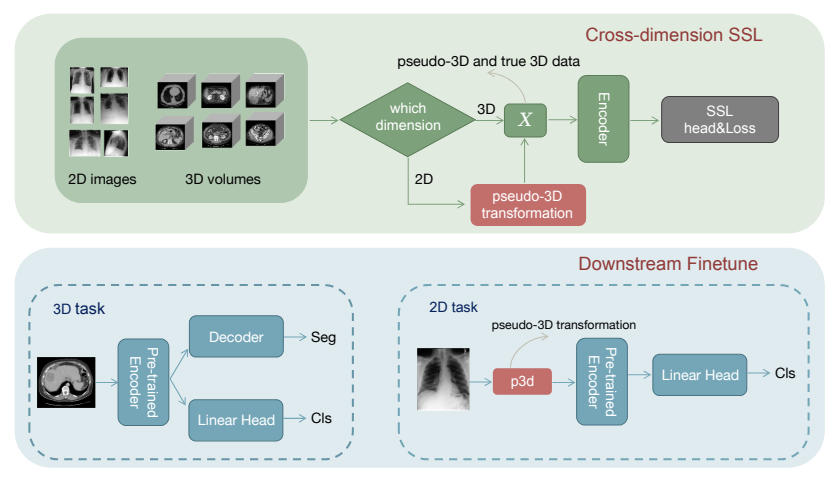 Cross-dimension SSL
pseudo-3D and true 3D data
which
dimension
3D
X
Encoder
SSL
head&Loss
2D
pseudo-3D
transformation
2D images
3D volumes
Downstream Finetune
3D task
Pre-trained
Encoder
Decoder
Seg
Linear Head
Cls
2D task
pseudo-3D transformation
p3d
Pre-trained
Encoder
Linear Head
Cls